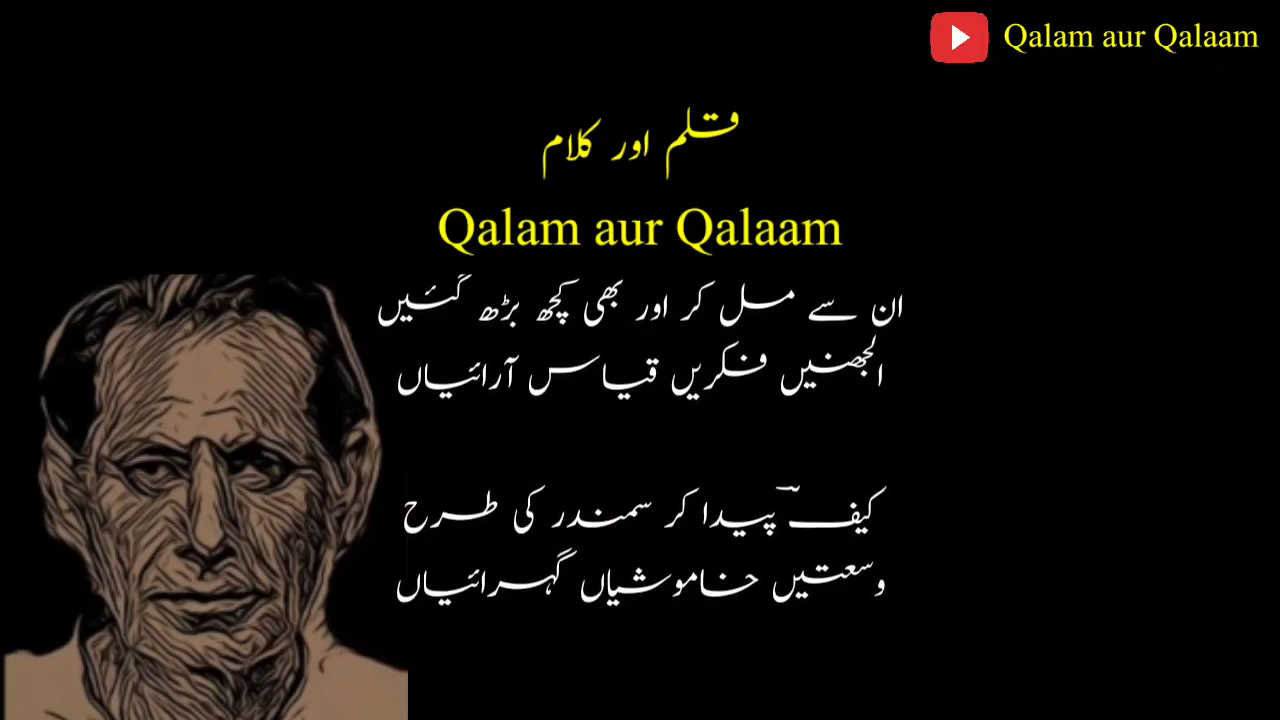 Qalam aur Qalaam
قلم اور کلام
Qalam aur Qalaam
ان سے مل کر اور بھی کچھ بڑھ گئیں
الجھنیں فکریں قیاس آرائیاں
کیفؔ پیدا کر سمندر کی طرح
وسعتیں خاموشیاں گہرائیاں